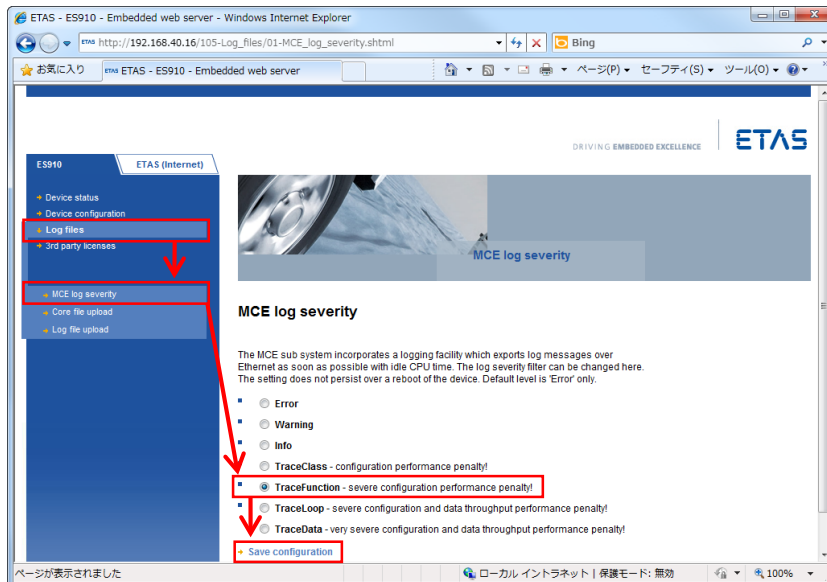 ETAS - ES910 - Embedded web server - Windows Internet Explorer
ETAS http://192.168.40.16/105-Log_files/01-MCE_log_severity.shtml
Bing
お気に入り
ETAS ETAS - ES910 - Embedded web server
ページ(P)
セーフティ(S)
ツール(O)
DRIVING EMBEDDED EXCELLENCE
ETAS
ES910
ETAS (Internet)
Device status
Device configuration
Log files
3rd party licenses
MCE log severity
Core file upload
Log file upload
MCE log severity
MCE log severity
The MCE sub system incorporates a logging facility which exports log messages over
Ethernet as soon as possible with idle CPU time. The log severity filter can be changed here.
The setting does not persist over a reboot of the device. Default level is 'Error' only.
Error
Warning
Info
TraceClass - configuration performance penalty!
TraceFunction - severe configuration performance penalty!
TraceLoop - severe configuration and data throughput performance penalty!
TraceData - very severe configuration and data throughput performance penalty!
Save configuration
ページが表示されました
ローカル イントラネット | 保護モード: 無効
100%